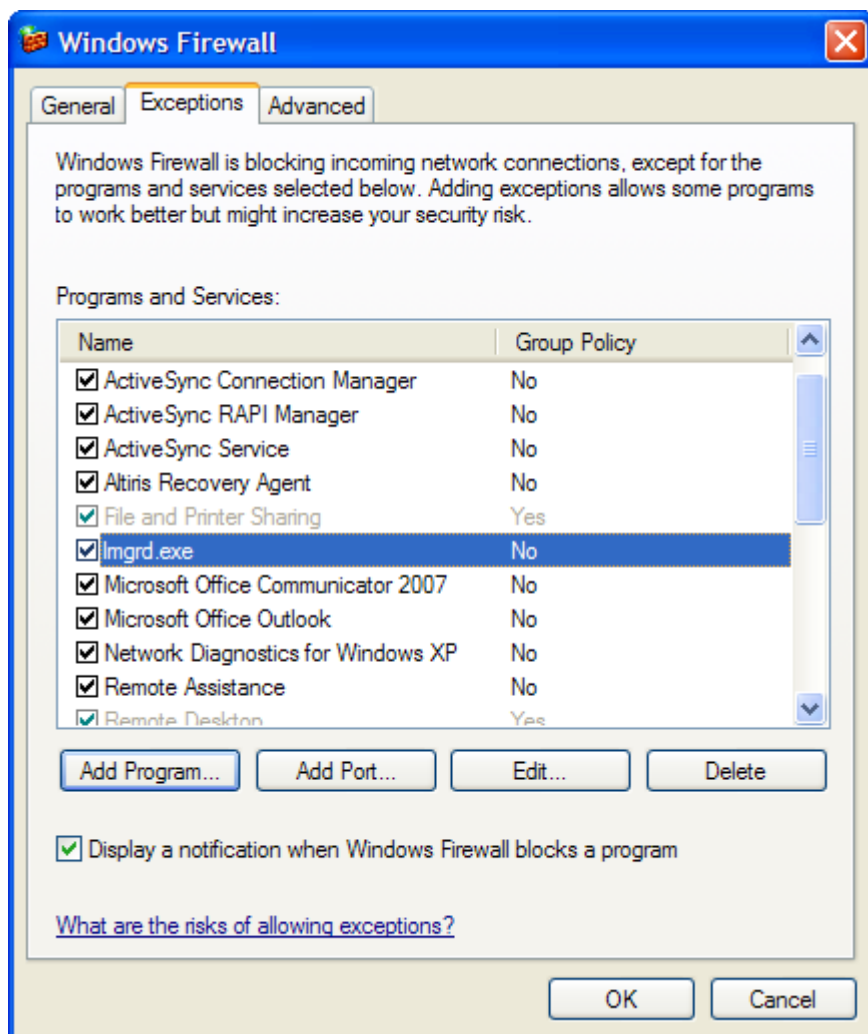 Windows Firewall
General Exceptions Advanced
Windows Firewall is blocking incoming network connections, except for the
programs and services selected below. Adding exceptions allows some programs
to work better but might increase your security risk.
Programs and Services:
Name Group Policy
ActiveSync Connection Manager No
ActiveSync RAPI Manager No
ActiveSync Service No
Altiris Recovery Agent No
File and Printer Sharing Yes
lmgrd.exe No
Microsoft Office Communicator 2007 No
Microsoft Office Outlook No
Network Diagnostics for Windows XP No
Remote Assistance No
Remote Desktop Yes
Add Program... Add Port... Edit... Delete
Display a notification when Windows Firewall blocks a program
What are the risks of allowing exceptions?
OK Cancel